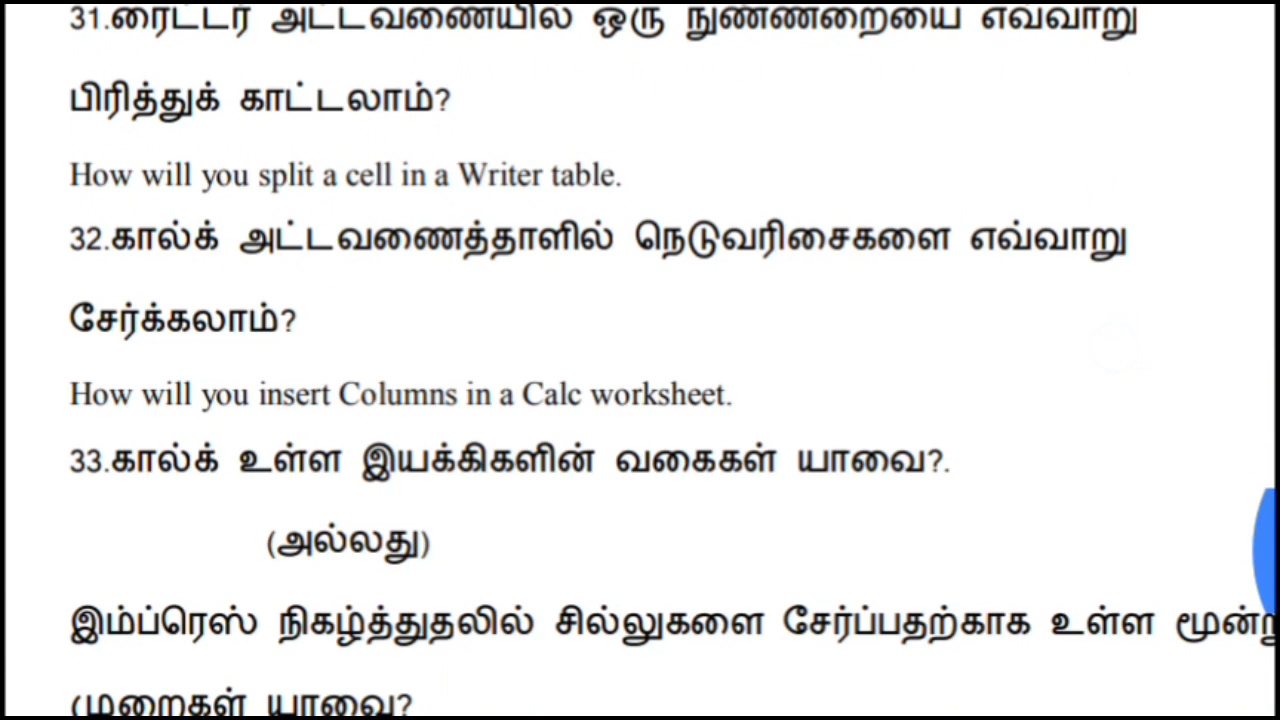 31.ரைட்டர் அட்டவணையில் ஒரு நுண்ணறையை எவ்வாறு
பிரித்துக் காட்டலாம்?
How will you split a cell in a Writer table.
32.கால்க் அட்டவணைத்தாளில் நெடுவரிசைகளை எவ்வாறு
சேர்க்கலாம்?
How will you insert Columns in a Calc worksheet.
33.கால்க் உள்ள இயக்கிகளின் வகைகள் யாவை?.
(அல்லது)
இம்ப்ரெஸ் நிகழ்த்துதலில் சில்லுகளை சேர்ப்பதற்காக உள்ள
முறைகள் யாவை?